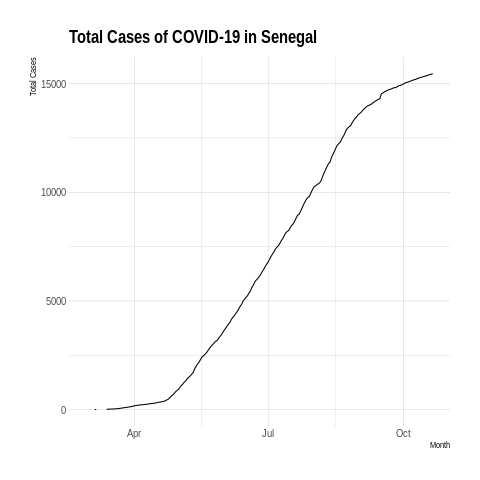 Total Cases of COVID-19 in Senegal
Total Cases
15000
10000
5000
0
Apr
Jul
Oct
Month